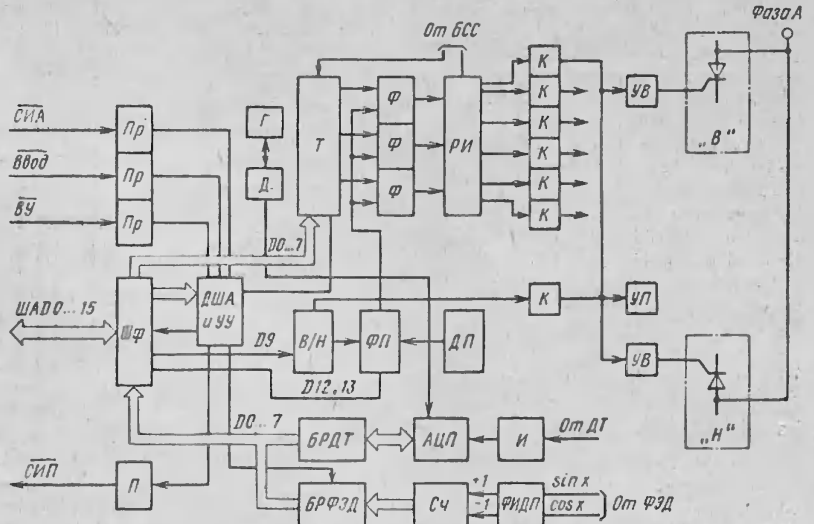 Фаза А
От БСС
К
СИА
Пр
Г
Т
Ф
РИ
К
УВ
„В“
Ввод
Пр
Д
Ф
К
ВУ
Пр
Ф
К
К
К
D0...7
ШАD0...15
ШФ
ДША
и УУ
D9
В/Н
ФП
ДП
К
УП
УВ
D12,13
D0...7
БРДТ
АЦП
И
От ДТ
„Н“
СИП
П
БРФЭД
Сч
+1
-1
ФИДП
sin x
cos x
От ФЭД